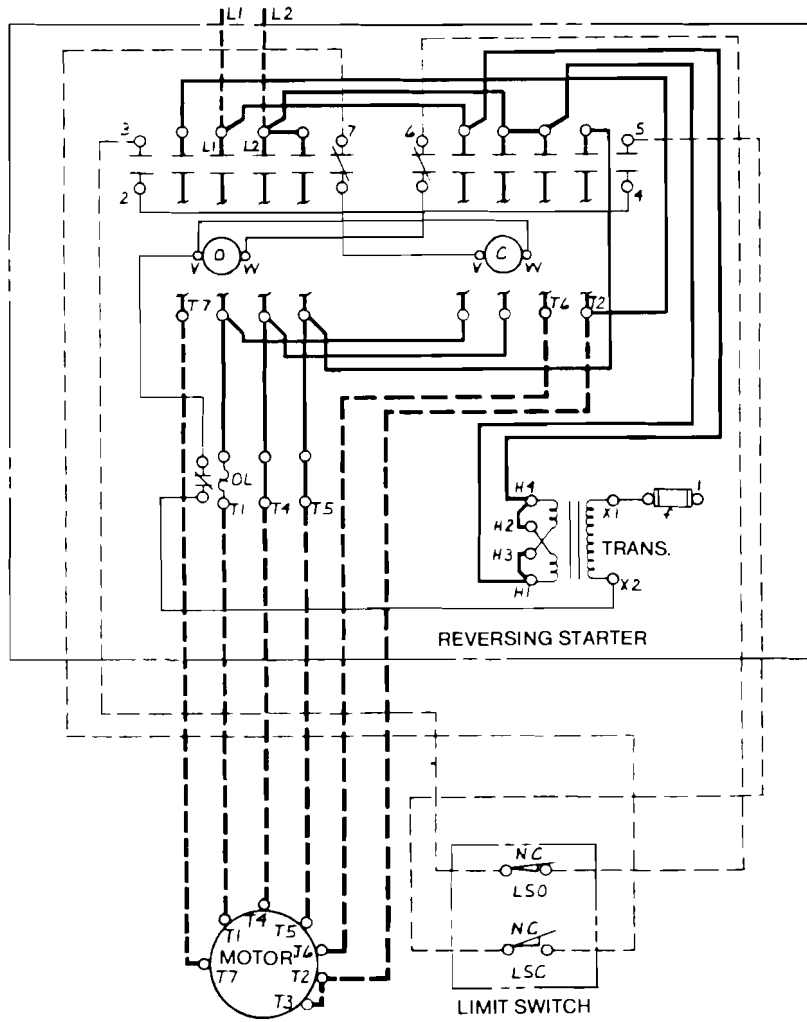 L1 L2
3 7 6 5
L1 L2
2 4
V O W V C W
T7 T6 T2
OL
T1 T4 T5
H4 X1 f 1
H2
H3 TRANS.
H1 X2
REVERSING STARTER
NC
LSO
NC
LSC
LIMIT SWITCH
T1 T4 T5
MOTOR T6
T7 T2
T3